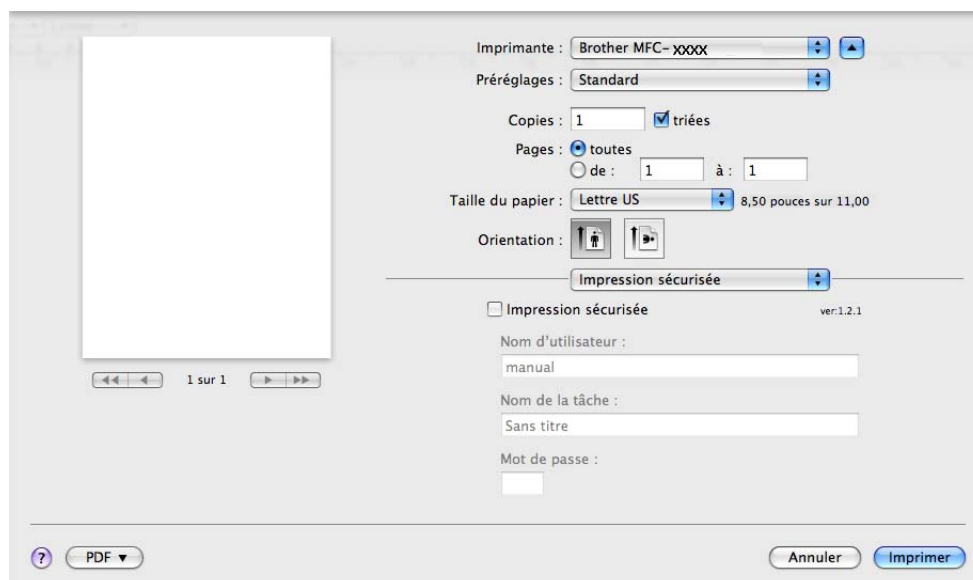 Imprimante : Brother MFC- XXXX
Préréglages : Standard
Copies : 1 triées
Pages : toutes
de : 1 à : 1
Taille du papier : Lettre US 8,50 pouces sur 11,00
Orientation :
Impression sécurisée
Impression sécurisée ver:1.2.1
Nom d'utilisateur :
manual
Nom de la tâche :
Sans titre
Mot de passe :
1 sur 1
? PDF Annuler Imprimer